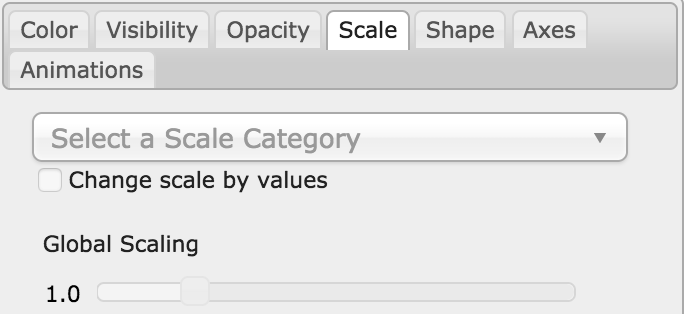 Color Visibility Opacity Scale Shape Axes
Animations
Select a Scale Category
Change scale by values
Global Scaling
1.0